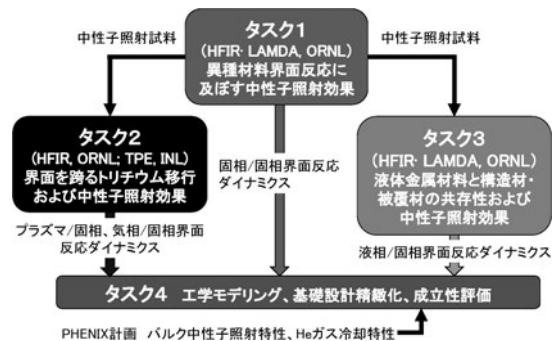 中性子照射試料
タスク1
(HFIR・LAMDA, ORNL)
異種材料界面反応に
及ぼす中性子照射効果
中性子照射試料
タスク2
(HFIR, ORNL; TPE, INL)
界面を跨るトリチウム移行
および中性子照射効果
固相/固相界面反応
ダイナミクス
タスク3
(HFIR・LAMDA, ORNL)
液体金属材料と構造材・
被覆材の共存性および
中性子照射効果
プラズマ/固相、気相/固相界面
反応ダイナミクス
液相/固相界面反応ダイナミクス
タスク4 工学モデリング、基礎設計精緻化、成立性評価
PHENIX計画 バルク中性子照射特性、Heガス冷却特性